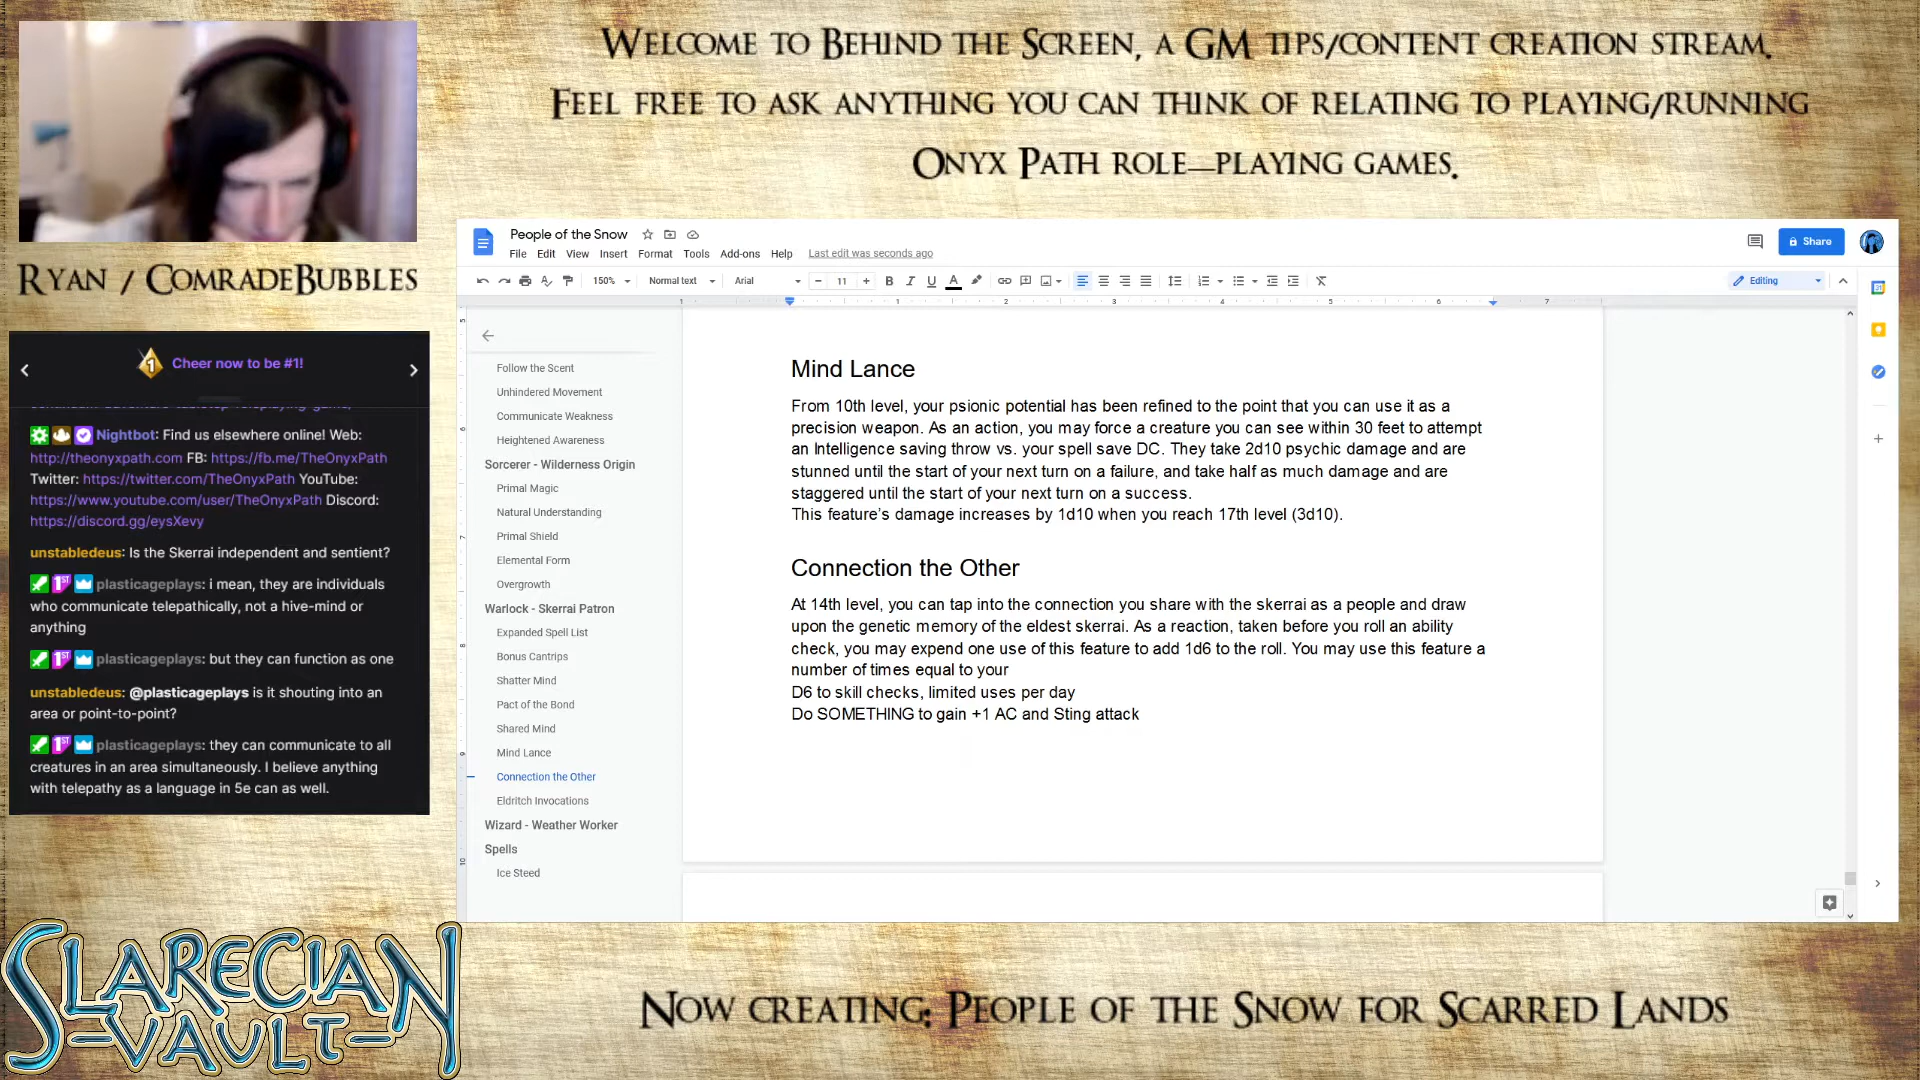 Welcome to Behind the Screen, a GM tips/content creation stream.
Feel free to ask anything you can think of relating to playing/running
Onyx Path role—playing games.
Ryan / ComradeBubbles
1
Cheer now to be #1!
Nightbot: Find us elsewhere online! Web:
http://theonyxpath.com FB: https://fb.me/TheOnyxPath
Twitter: https://twitter.com/TheOnyxPath YouTube:
https://www.youtube.com/user/TheOnyxPath Discord:
https://discord.gg/eysXevy
unstabledeus: Is the Skerrai independent and sentient?
1ST plasticageplays: i mean, they are individuals
who communicate telepathically, not a hive-mind or
anything
1ST plasticageplays: but they can function as one
unstabledeus: @plasticageplays is it shouting into an
area or point-to-point?
1ST plasticageplays: they can communicate to all
creatures in an area simultaneously. I believe anything
with telepathy as a language in 5e can as well.
People of the Snow
Share
File Edit View Insert Format Tools Add-ons Help Last edit was seconds ago
150% Normal text Arial 11 B I U A Editing
1 1 2 3 4 5 6 7
Follow the Scent
Unhindered Movement
Communicate Weakness
Heightened Awareness
Sorcerer - Wilderness Origin
Primal Magic
Natural Understanding
Primal Shield
Elemental Form
Overgrowth
Warlock - Skerrai Patron
Expanded Spell List
Bonus Cantrips
Shatter Mind
Pact of the Bond
Shared Mind
Mind Lance
Connection the Other
Eldritch Invocations
Wizard - Weather Worker
Spells
Ice Steed
5
6
7
8
9
10
Mind Lance
From 10th level, your psionic potential has been refined to the point that you can use it as a
precision weapon. As an action, you may force a creature you can see within 30 feet to attempt
an Intelligence saving throw vs. your spell save DC. They take 2d10 psychic damage and are
stunned until the start of your next turn on a failure, and take half as much damage and are
staggered until the start of your next turn on a success.
This feature's damage increases by 1d10 when you reach 17th level (3d10).
Connection the Other
At 14th level, you can tap into the connection you share with the skerrai as a people and draw
upon the genetic memory of the eldest skerrai. As a reaction, taken before you roll an ability
check, you may expend one use of this feature to add 1d6 to the roll. You may use this feature a
number of times equal to your
D6 to skill checks, limited uses per day
Do SOMETHING to gain +1 AC and Sting attack
Slarecian
Vault
Now creating: People of the Snow for Scarred Lands